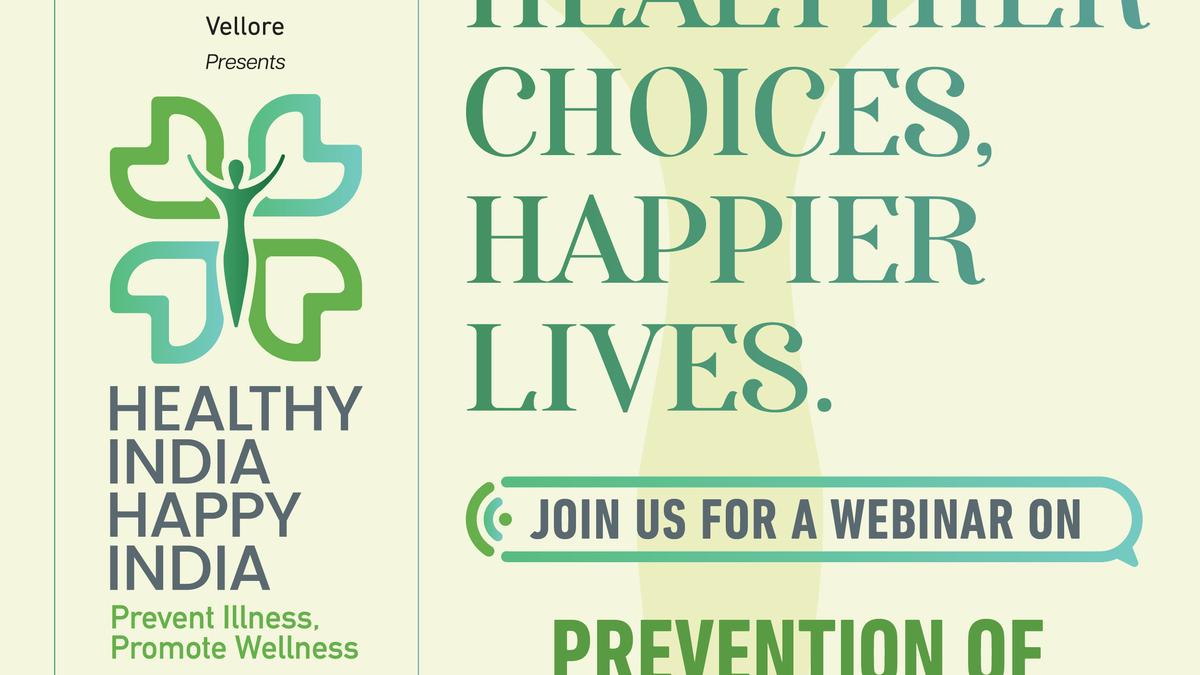 Vellore
Presents
HEALTHY
INDIA
HAPPY
INDIA
Prevent Illness,
Promote Wellness
HEALTHIER
CHOICES,
HAPPIER
LIVES.
JOIN US FOR A WEBINAR ON
PREVENTION OF